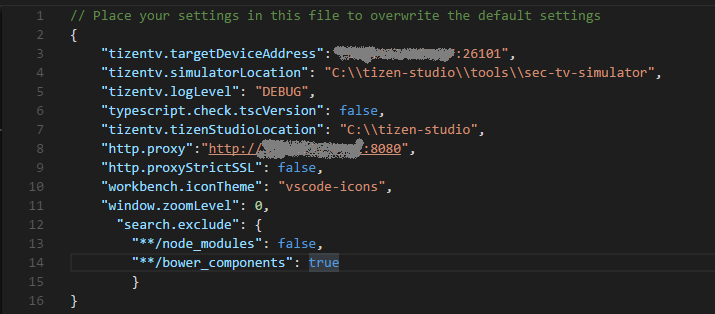 1 // Place your settings in this file to overwrite the default settings
2 {
3 "tizentv.targetDeviceAddress": :26101",
4 "tizentv.simulatorLocation": "C:\\tizen-studio\\tools\\sec-tv-simulator",
5 "tizentv.logLevel": "DEBUG",
6 "typescript.check.tscVersion": false,
7 "tizentv.tizenStudioLocation": "C:\\tizen-studio",
8 "http.proxy":"http:// :8080",
9 "http.proxyStrictSSL": false,
10 "workbench.iconTheme": "vscode-icons",
11 "window.zoomLevel": 0,
12 "search.exclude": {
13 "**/node_modules": false,
14 "**/bower_components": true
15 }
16 }